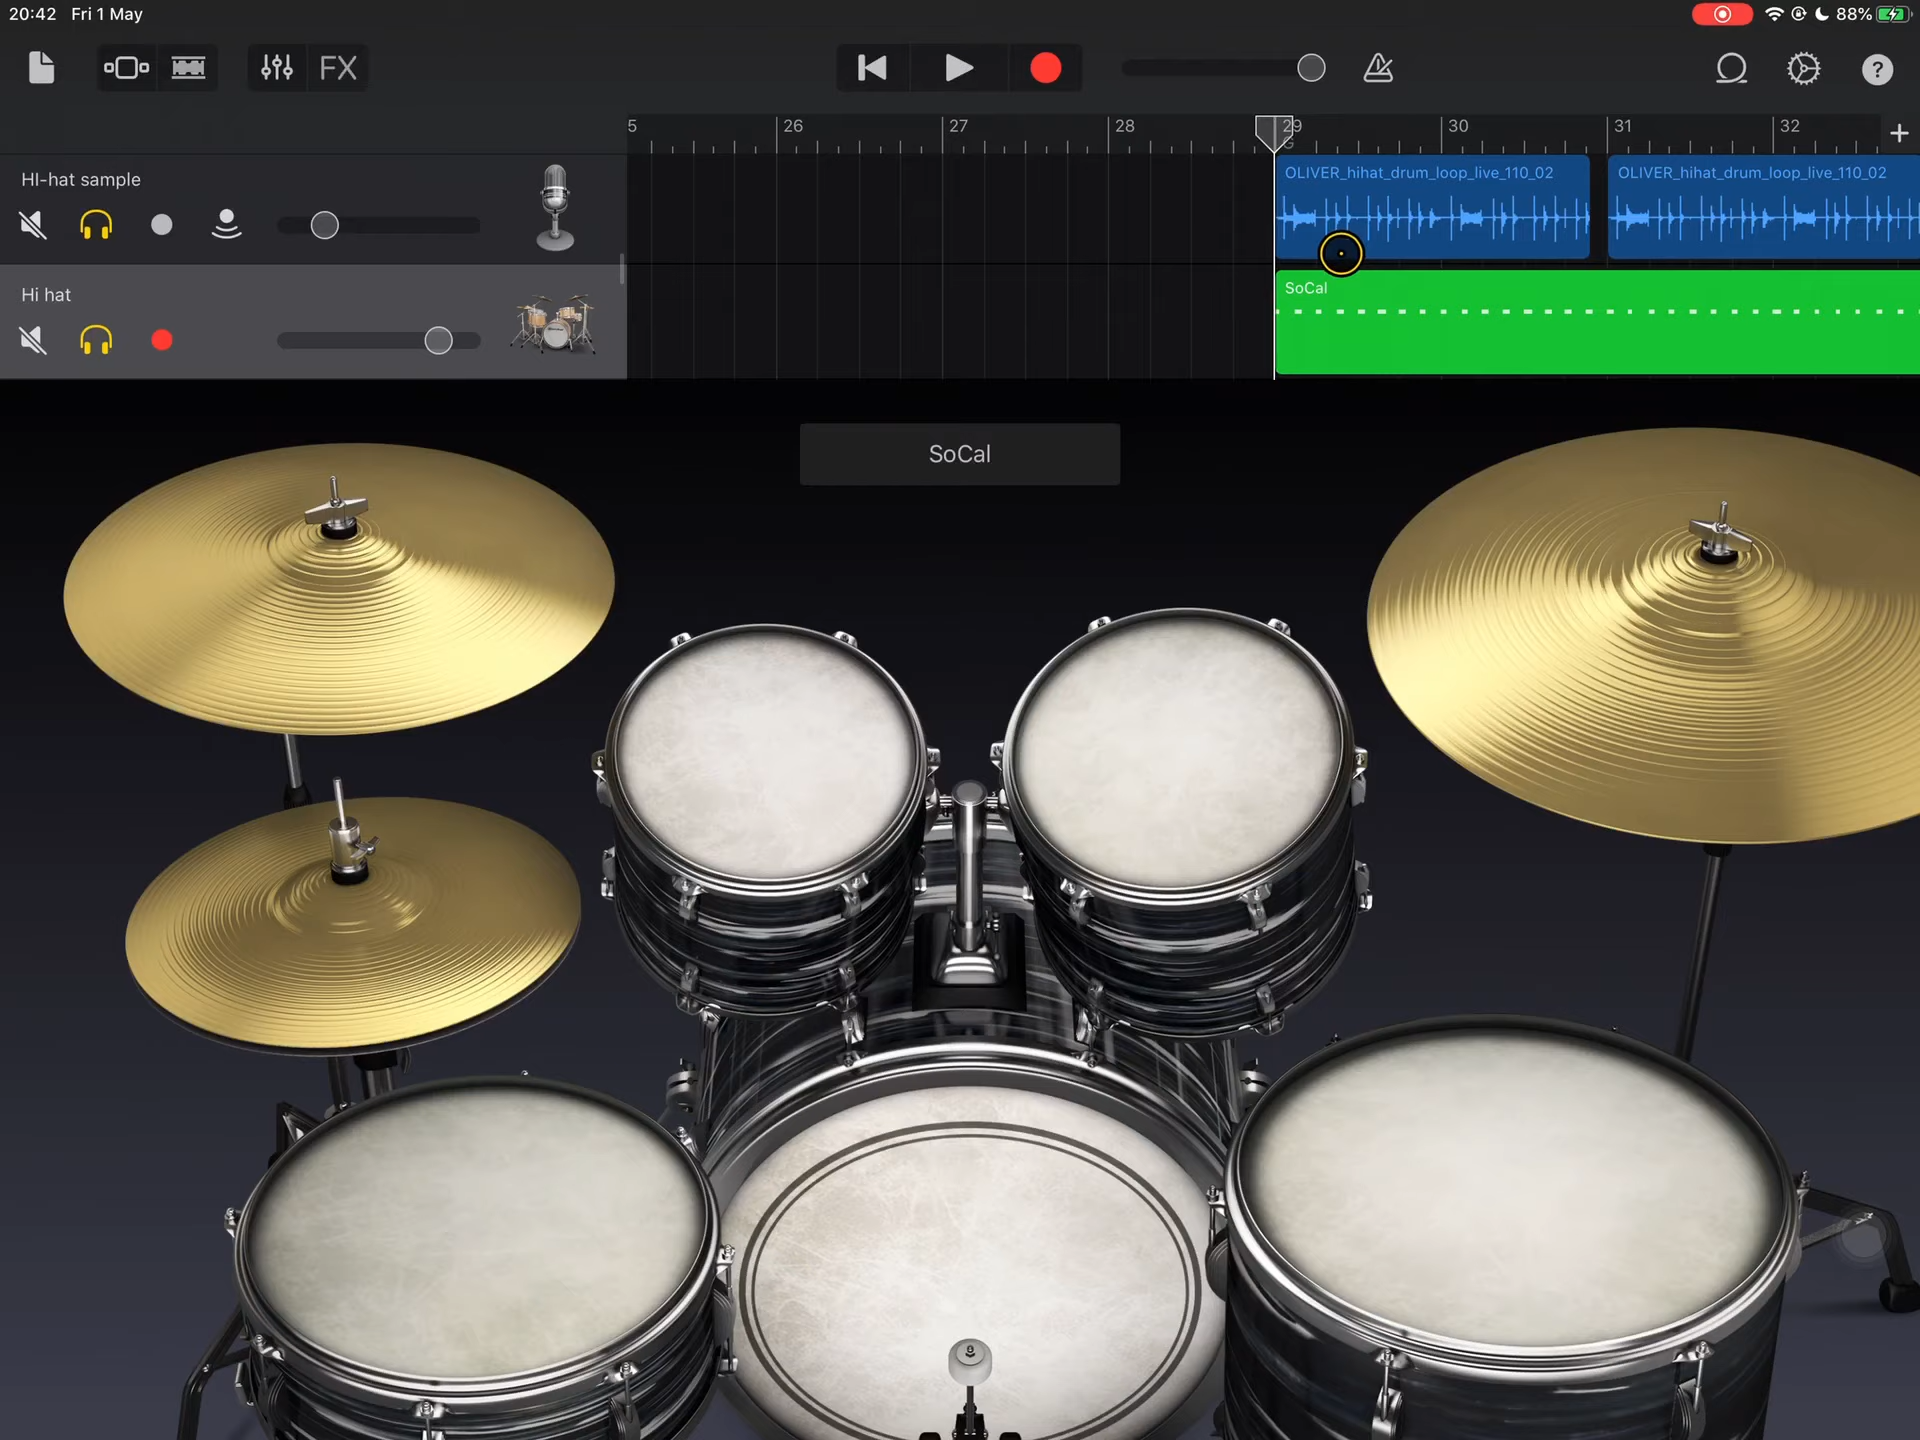 20:42 Fri 1 May
88%
FX
?
5 26 27 28 29 30 31 32 +
HI-hat sample
OLIVER_hihat_drum_loop_live_110_02
OLIVER_hihat_drum_loop_live_110_02
Hi hat
SoCal
SoCal